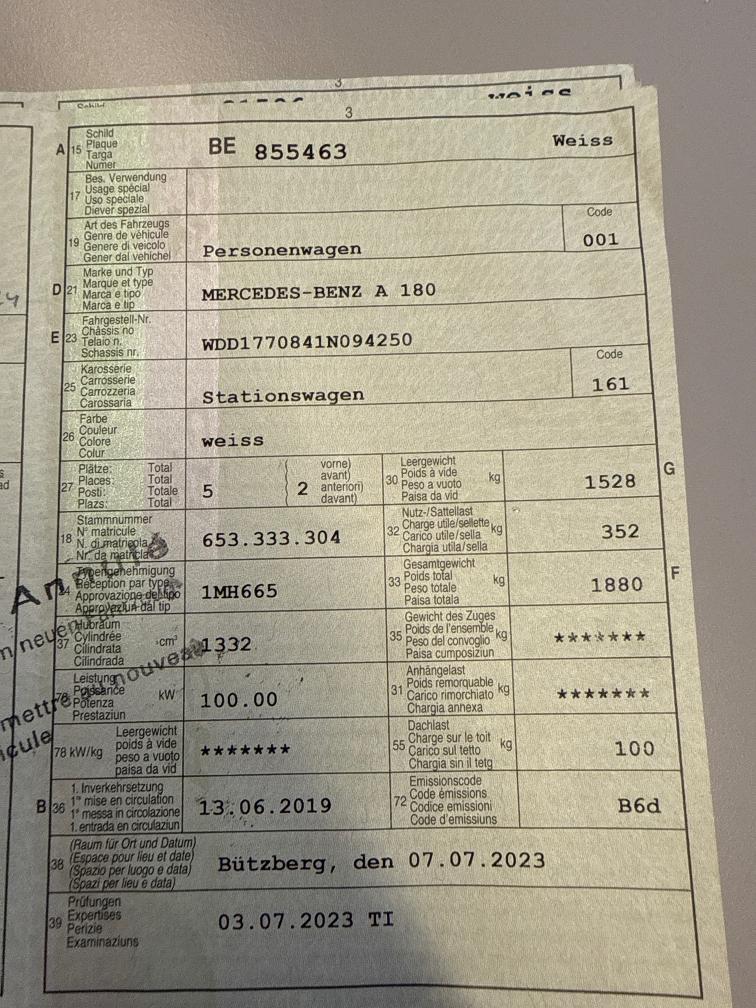 3
3
A 15 Schild
Plaque
Targa
Numer
BE 855463 Weiss
17 Bes. Verwendung
Usage spécial
Uso speciale
Diever spezial
19 Art des Fahrzeugs
Genre de véhicule
Genere di veicolo
Gener dal vehichel
Personenwagen
Code
001
D 21 Marke und Typ
Marque et type
Marca e tipo
Marca e tip
MERCEDES-BENZ A 180
E 23 Fahrgestell-Nr.
Châssis no
Telaio n.
Schassis nr.
WDD1770841N094250
25 Karosserie
Carrosserie
Carrozzeria
Carossaria
Stationswagen
Code
161
26 Farbe
Couleur
Colore
Colur
weiss
27 Plätze: Total
Places: Total
Posti: Totale
Plazs: Total
5
2
vorne)
avant)
anteriori)
davant)
30 Leergewicht
Poids à vide
Peso a vuoto
Paisa da vid
kg
1528
G
18 Stammnummer
N° matricule
N. di matricola
Nr. da matricla
653.333.304
32 Nutz-/Sattellast
Charge utile/sellette
Carico utile/sella
Chargia utila/sella
kg
352
24 Typengenehmigung
Réception par type
Approvazione del tipo
Approvaziun dal tip
1MH665
33 Gesamtgewicht
Poids total
Peso totale
Paisa totala
kg
1880
F
37 Hubraum
Cylindrée
Cilindrata
Cilindrada
cm³
1332
35 Gewicht des Zuges
Poids de l'ensemble
Peso del convoglio
Paisa cumposiziun
kg
*******
76 Leistung
Puissance
Potenza
Prestaziun
kW
100.00
31 Anhängelast
Poids remorquable
Carico rimorchiato
Chargia annexa
kg
*******
78 kW/kg
Leergewicht
poids à vide
peso a vuoto
paisa da vid
*******
55 Dachlast
Charge sur le toit
Carico sul tetto
Chargia sin il tetg
kg
100
B 36 1. Inverkehrsetzung
1re mise en circulation
1a messa in circolazione
1. entrada en circulaziun
13.06.2019
72 Emissionscode
Code émissions
Codice emissioni
Code d'emissiuns
B6d
38 (Raum für Ort und Datum)
(Espace pour lieu et date)
(Spazio per luogo e data)
(Spazi per lieu e data)
Bützberg, den 07.07.2023
39 Prüfungen
Expertises
Perizie
Examinaziuns
03.07.2023 TI
Annulé
n neuen
mettre au nouveau
icule